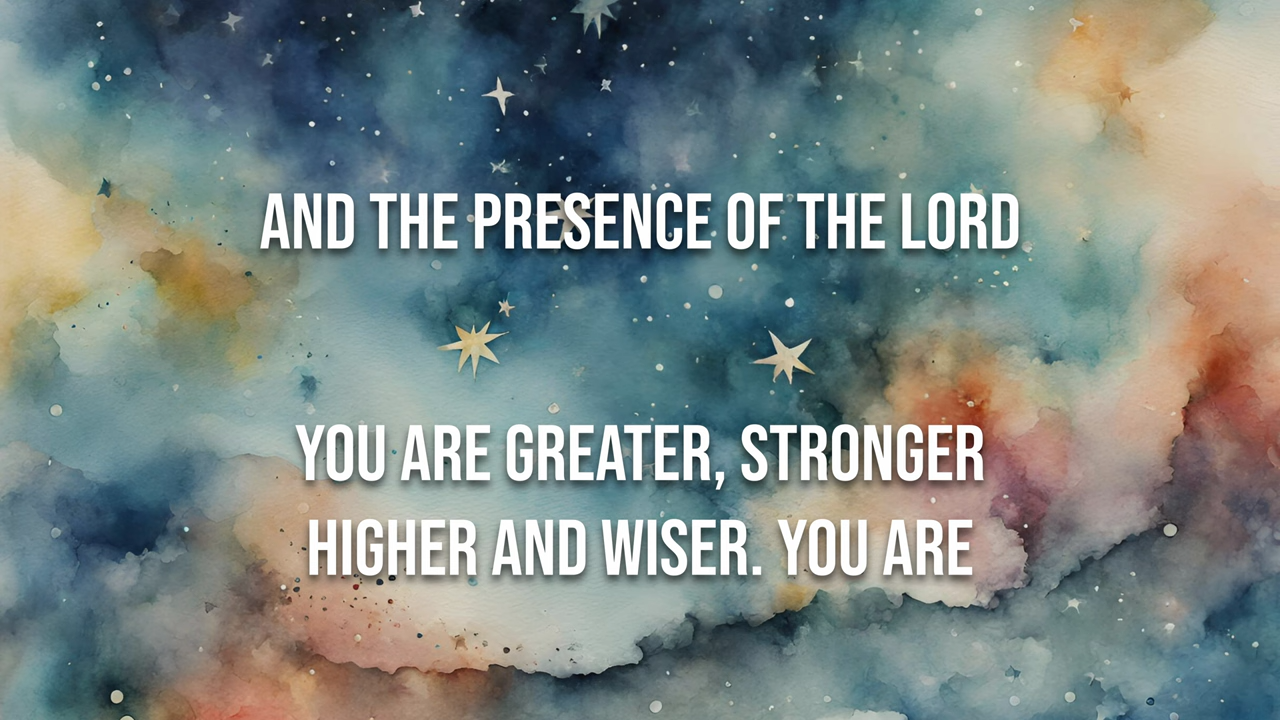 AND THE PRESENCE OF THE LORD
YOU ARE GREATER, STRONGER
HIGHER AND WISER. YOU ARE